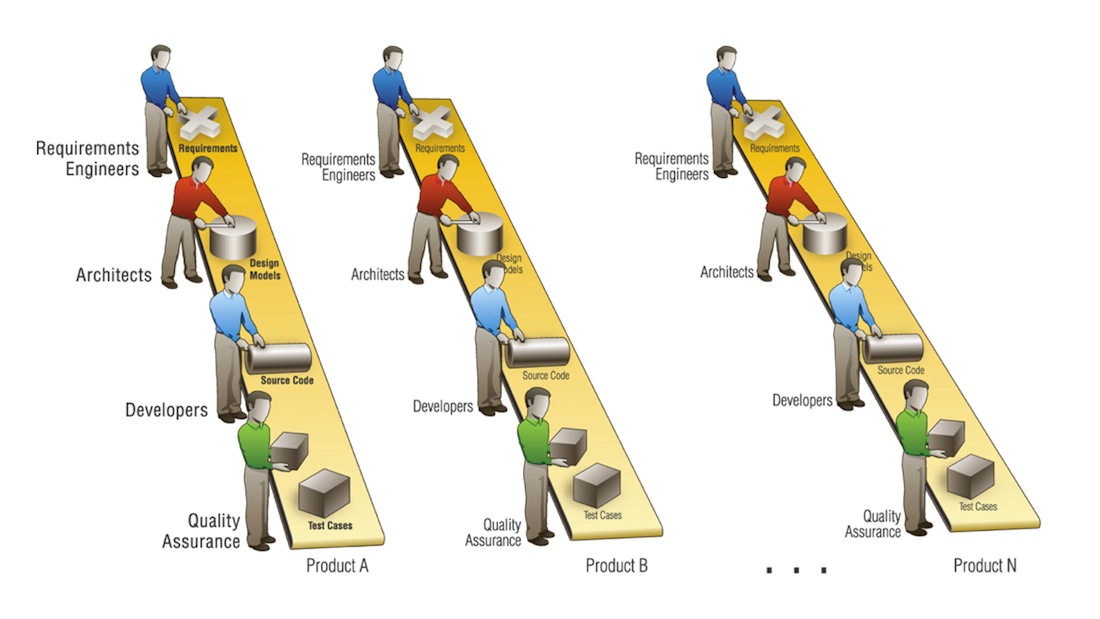 Requirements
Engineers
Requirements
Architects
Design
Models
Developers
Source Code
Quality
Assurance
Test Cases
Product A
Requirements
Engineers
Requirements
Architects
Design
Developers
Source Code
Quality
Assurance
Test Cases
Product B
. . .
Requirements
Engineers
Requirements
Architects
Design
Developers
Source Code
Quality
Assurance
Test Cases
Product N